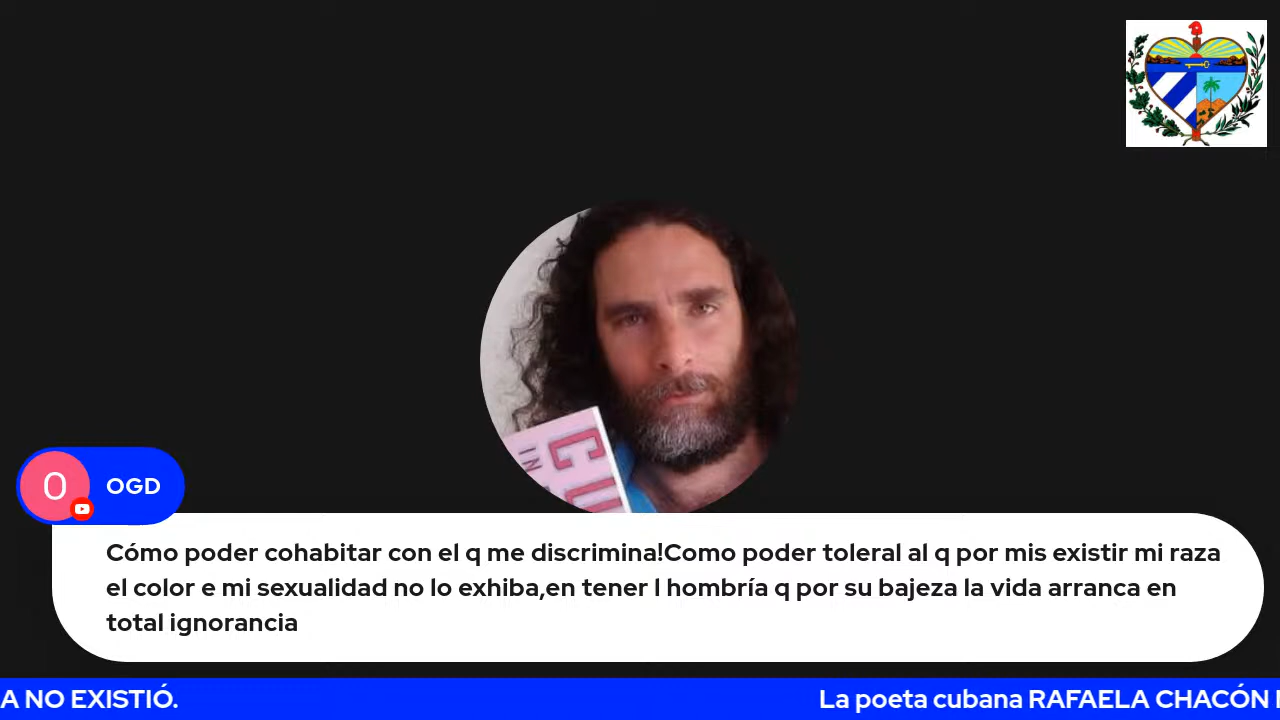 CU
IN
O
OGD
Cómo poder cohabitar con el q me discrimina!Como poder toleral al q por mis existir mi raza
el color e mi sexualidad no lo exhiba,en tener l hombría q por su bajeza la vida arranca en
total ignorancia
A NO EXISTIÓ.
La poeta cubana RAFAELA CHACÓN